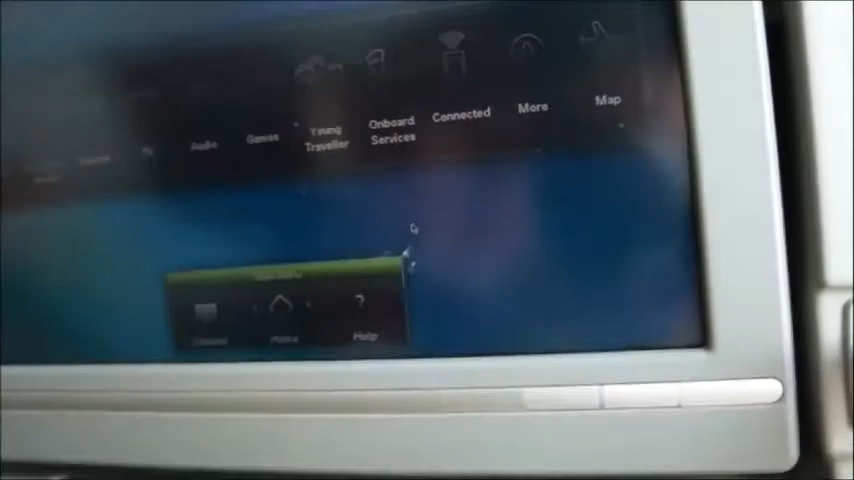 Audio
Games
Young
Traveller
Onboard
Services
Connected
More
Map
Home
Help